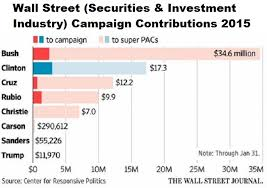 Wall Street (Securities & Investment
Industry) Campaign Contributions 2015
to campaign to super PACs
Bush $34.6 million
Clinton $17.3
Cruz $12.2
Rubio $9.9
Christie $7.0
Carson $290,612
Sanders $55,226
Trump $11,970 Note: Through Jan 31.
0M 5M 10M 15M 20M 25M 30M 35M
Source: Center for Responsive Politics THE WALL STREET JOURNAL.